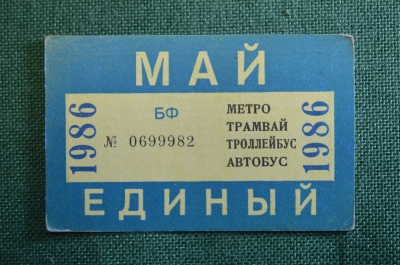 МАЙ
1986
БФ
№ 0699982
МЕТРО
ТРАМВАЙ
ТРОЛЛЕЙБУС
АВТОБУС
1986
ЕДИНЫЙ